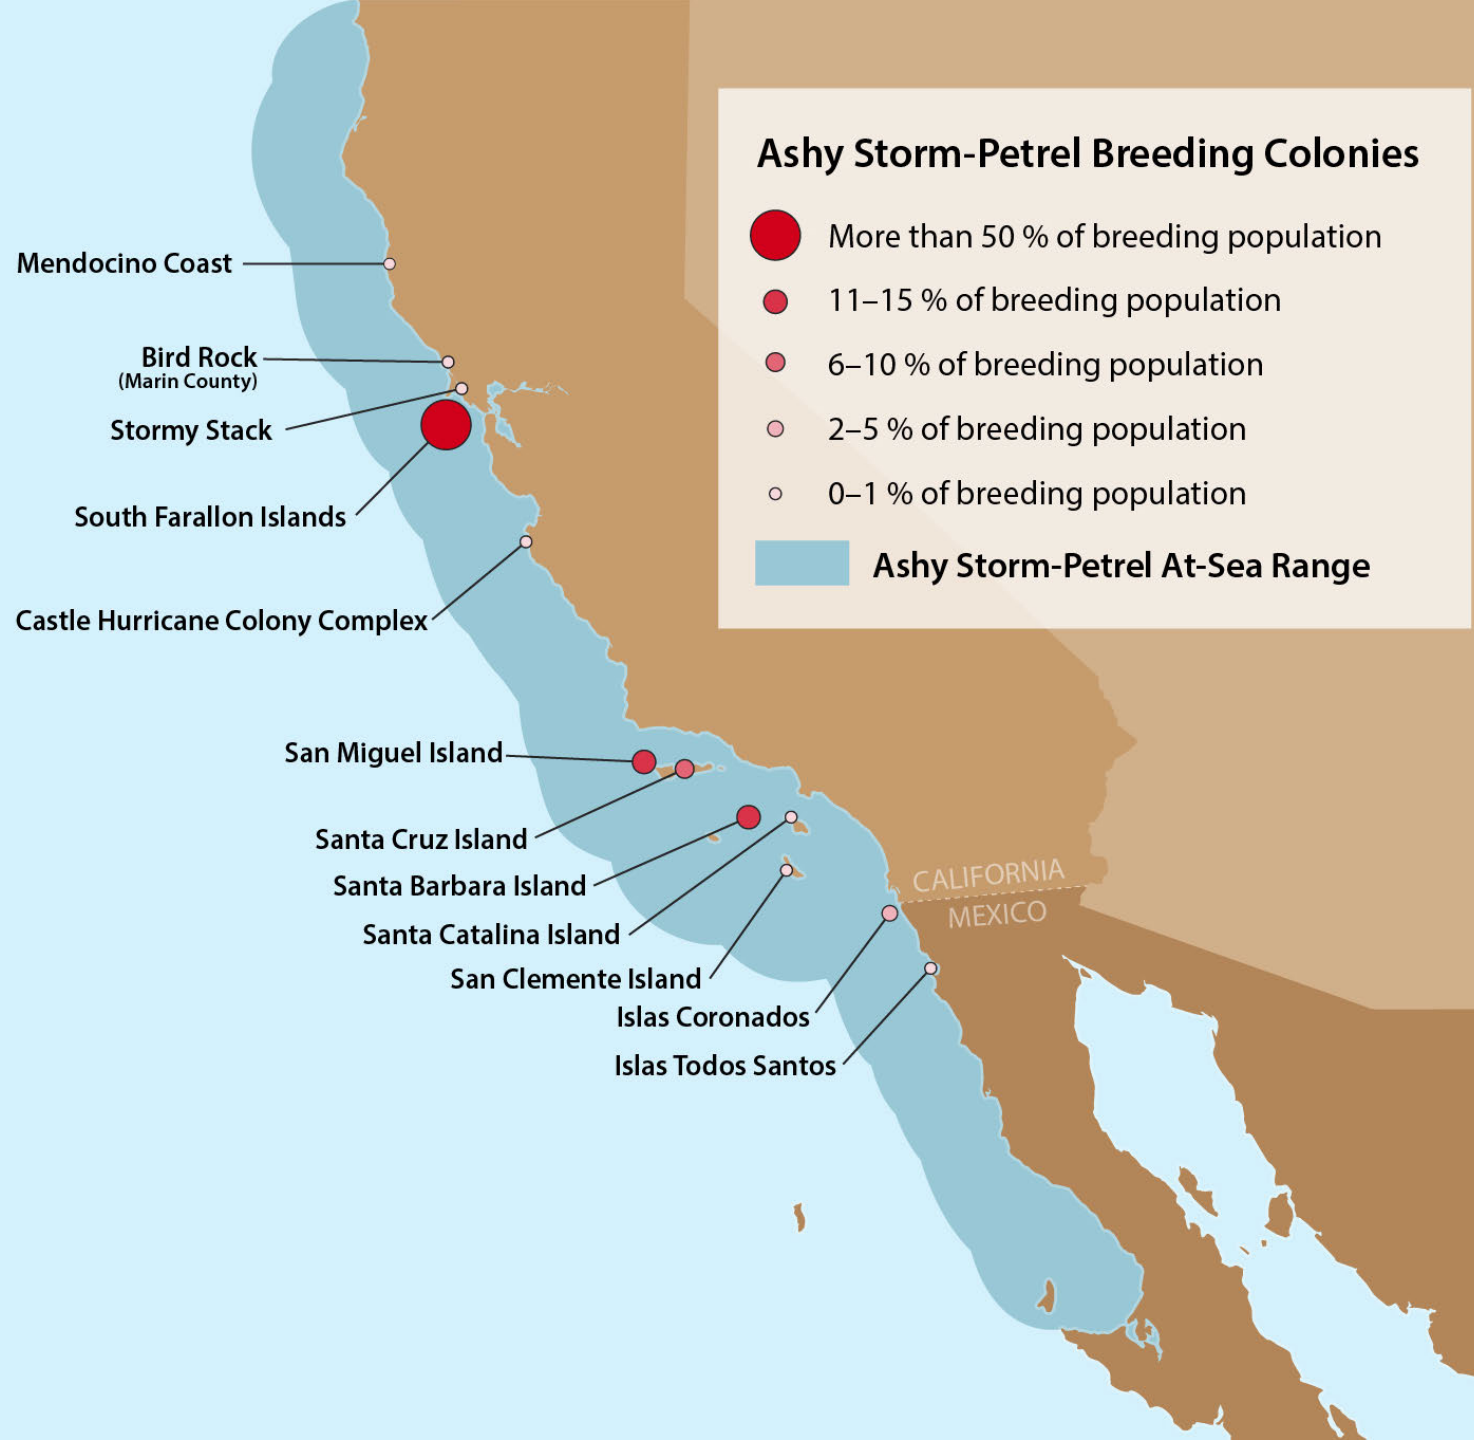 Ashy Storm-Petrel Breeding Colonies
More than 50 % of breeding population
11–15 % of breeding population
6–10 % of breeding population
2–5 % of breeding population
0–1 % of breeding population
Ashy Storm-Petrel At-Sea Range
Mendocino Coast
Bird Rock
(Marin County)
Stormy Stack
South Farallon Islands
Castle Hurricane Colony Complex
San Miguel Island
Santa Cruz Island
Santa Barbara Island
Santa Catalina Island
San Clemente Island
Islas Coronados
Islas Todos Santos
CALIFORNIA
MEXICO